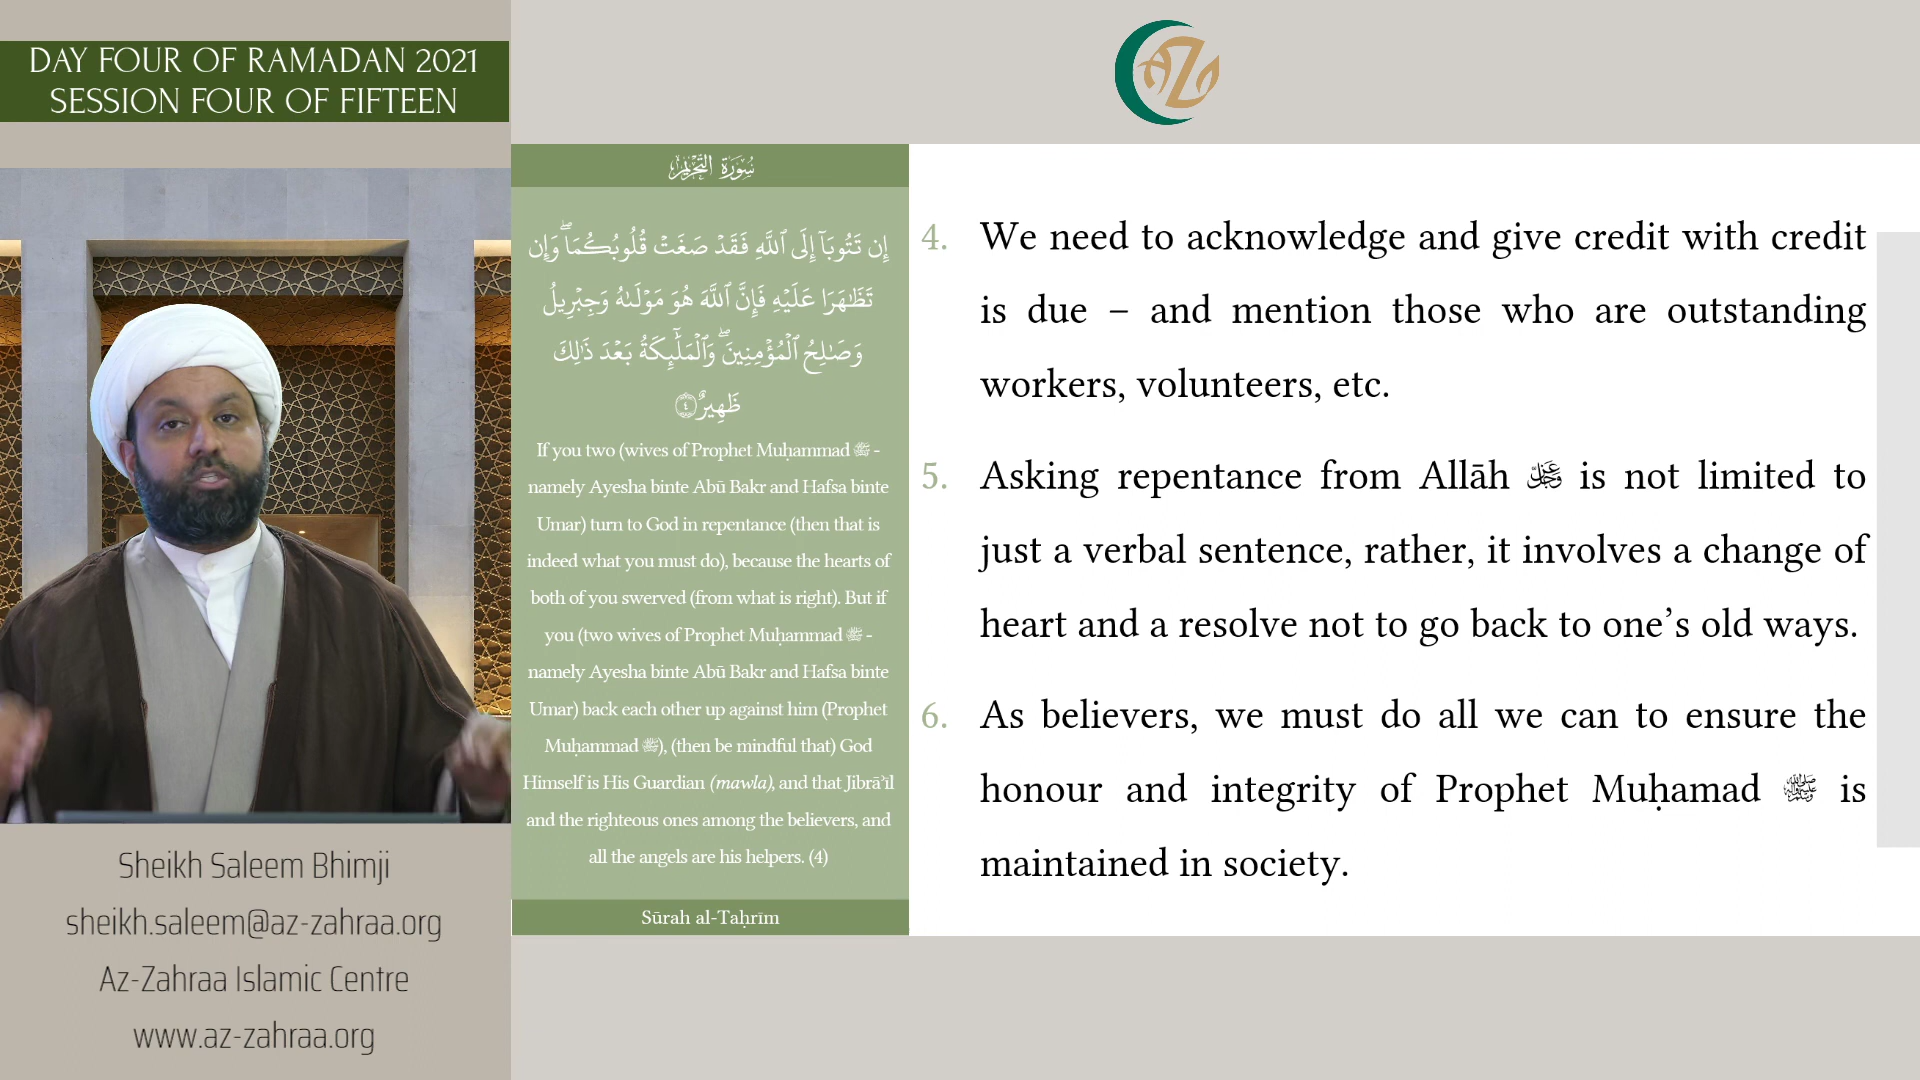 DAY FOUR OF RAMADAN 2021
SESSION FOUR OF FIFTEEN
Sheikh Saleem Bhimji
sheikh.saleem@az-zahraa.org
Az-Zahraa Islamic Centre
www.az-zahraa.org
AZ
سُورَةُ التَّحْرِيمِ
إِن تَتُوبَآ إِلَى ٱللَّهِ فَقَدْ صَغَتْ قُلُوبُكُمَا ۖ وَإِن
تَظَـٰهَرَا عَلَيْهِ فَإِنَّ ٱللَّهَ هُوَ مَوْلَىٰهُ وَجِبْرِيلُ
وَصَـٰلِحُ ٱلْمُؤْمِنِينَ ۖ وَٱلْمَلَـٰٓئِكَةُ بَعْدَ ذَٰلِكَ
ظَهِيرٌ ٤
If you two (wives of Prophet Muḥammad ﷺ -
namely Ayesha binte Abū Bakr and Hafsa binte
Umar) turn to God in repentance (then that is
indeed what you must do), because the hearts of
both of you swerved (from what is right). But if
you (two wives of Prophet Muḥammad ﷺ -
namely Ayesha binte Abū Bakr and Hafsa binte
Umar) back each other up against him (Prophet
Muḥammad ﷺ), (then be mindful that) God
Himself is His Guardian (mawla), and that Jibrāʾīl
and the righteous ones among the believers, and
all the angels are his helpers. (4)
Sūrah al-Taḥrīm
4. We need to acknowledge and give credit with credit
is due – and mention those who are outstanding
workers, volunteers, etc.
5. Asking repentance from Allāh عَزَّ وَجَلَّ is not limited to
just a verbal sentence, rather, it involves a change of
heart and a resolve not to go back to one’s old ways.
6. As believers, we must do all we can to ensure the
honour and integrity of Prophet Muḥamad ﷺ is
maintained in society.